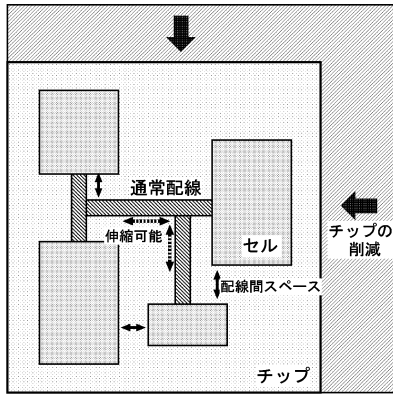 通常配線
伸縮可能
セル
チップの
削減
配線間スペース
チップ